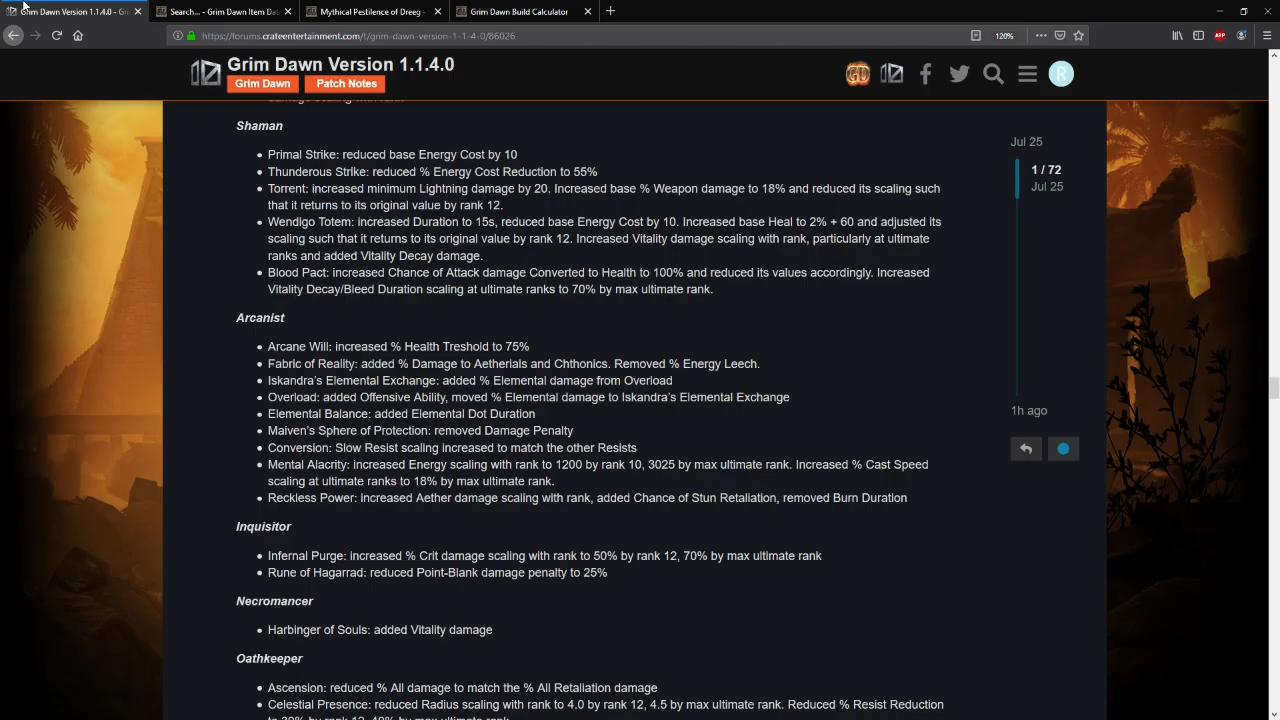 Grim Dawn Version 1.1.4.0 - Gri
Search... - Grim Dawn Item Dat
Mythical Pestilence of Dreeg -
Grim Dawn Build Calculator
https://forums.crateentertainment.com/t/grim-dawn-version-1-1-4-0/86026
120%
ABP
Grim Dawn Version 1.1.4.0
Grim Dawn
Patch Notes
R
damage scaling with rank
Shaman
• Primal Strike: reduced base Energy Cost by 10
• Thunderous Strike: reduced % Energy Cost Reduction to 55%
• Torrent: increased minimum Lightning damage by 20. Increased base % Weapon damage to 18% and reduced its scaling such
that it returns to its original value by rank 12.
• Wendigo Totem: increased Duration to 15s, reduced base Energy Cost by 10. Increased base Heal to 2% + 60 and adjusted its
scaling such that it returns to its original value by rank 12. Increased Vitality damage scaling with rank, particularly at ultimate
ranks and added Vitality Decay damage.
• Blood Pact: increased Chance of Attack damage Converted to Health to 100% and reduced its values accordingly. Increased
Vitality Decay/Bleed Duration scaling at ultimate ranks to 70% by max ultimate rank.
Arcanist
• Arcane Will: increased % Health Treshold to 75%
• Fabric of Reality: added % Damage to Aetherials and Chthonics. Removed % Energy Leech.
• Iskandra's Elemental Exchange: added % Elemental damage from Overload
• Overload: added Offensive Ability, moved % Elemental damage to Iskandra's Elemental Exchange
• Elemental Balance: added Elemental Dot Duration
• Maiven's Sphere of Protection: removed Damage Penalty
• Conversion: Slow Resist scaling increased to match the other Resists
• Mental Alacrity: increased Energy scaling with rank to 1200 by rank 10, 3025 by max ultimate rank. Increased % Cast Speed
scaling at ultimate ranks to 18% by max ultimate rank.
• Reckless Power: increased Aether damage scaling with rank, added Chance of Stun Retaliation, removed Burn Duration
Inquisitor
• Infernal Purge: increased % Crit damage scaling with rank to 50% by rank 12, 70% by max ultimate rank
• Rune of Hagarrad: reduced Point-Blank damage penalty to 25%
Necromancer
• Harbinger of Souls: added Vitality damage
Oathkeeper
• Ascension: reduced % All damage to match the % All Retaliation damage
• Celestial Presence: reduced Radius scaling with rank to 4.0 by rank 12, 4.5 by max ultimate rank. Reduced % Resist Reduction
Jul 25
1 / 72
Jul 25
1h ago